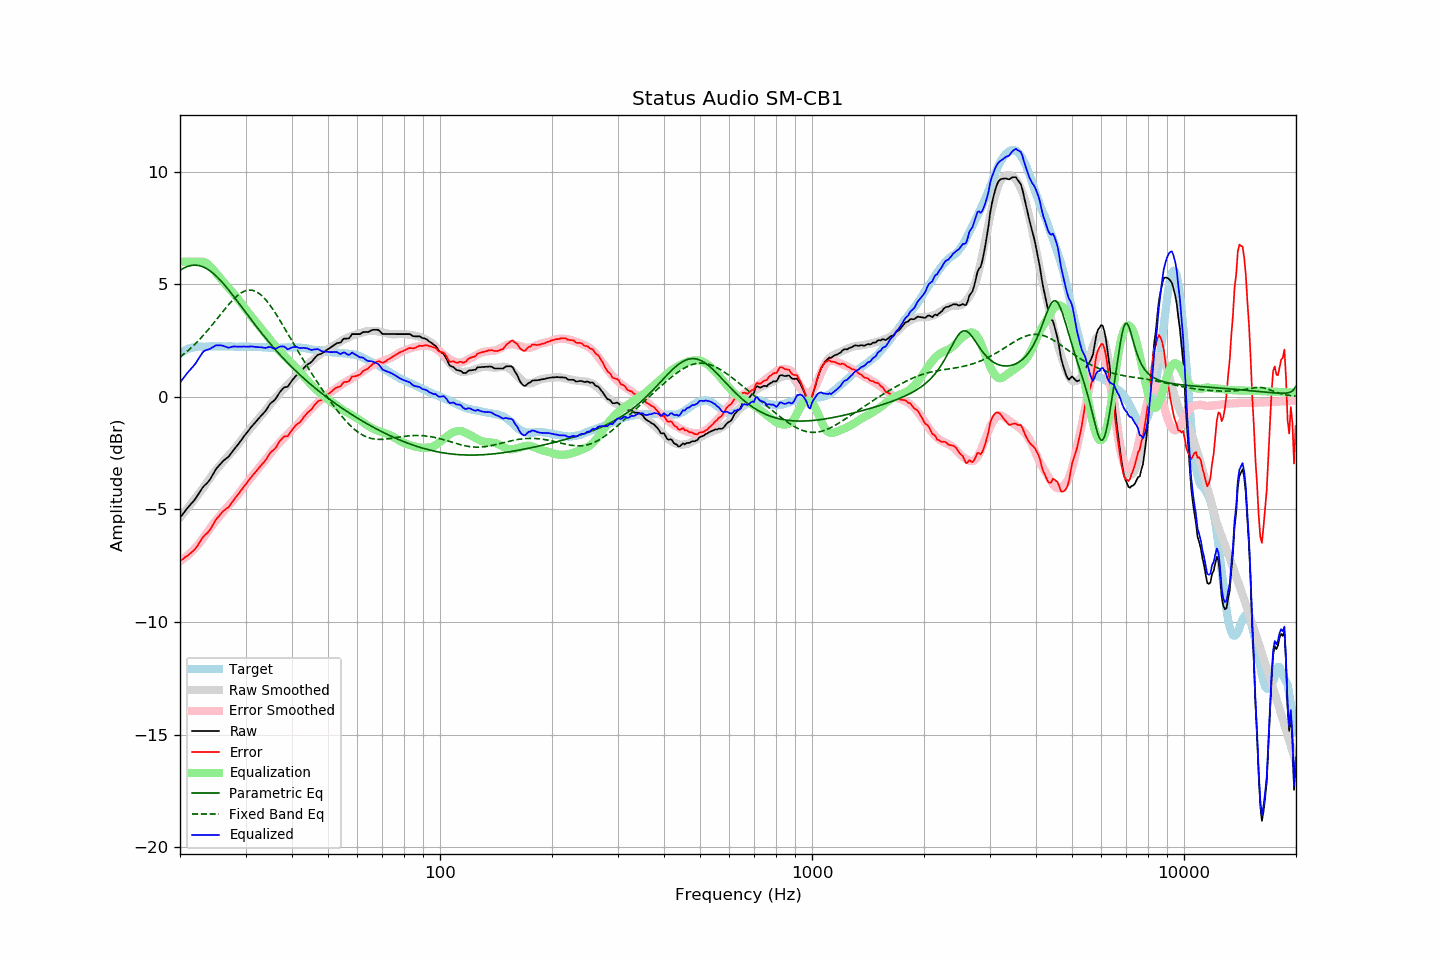 Status Audio SM-CB1
10
5
0
−5
−10
−15
−20
Amplitude (dBr)
Target
Raw Smoothed
Error Smoothed
Raw
Error
Equalization
Parametric Eq
Fixed Band Eq
Equalized
100
1000
10000
Frequency (Hz)